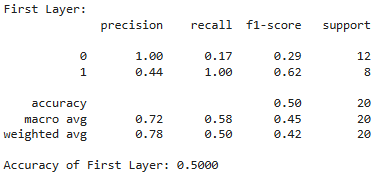 First Layer:
precision recall f1-score support
0 1.00 0.17 0.29 12
1 0.44 1.00 0.62 8
accuracy 0.50 20
macro avg 0.72 0.58 0.45 20
weighted avg 0.78 0.50 0.42 20
Accuracy of First Layer: 0.5000